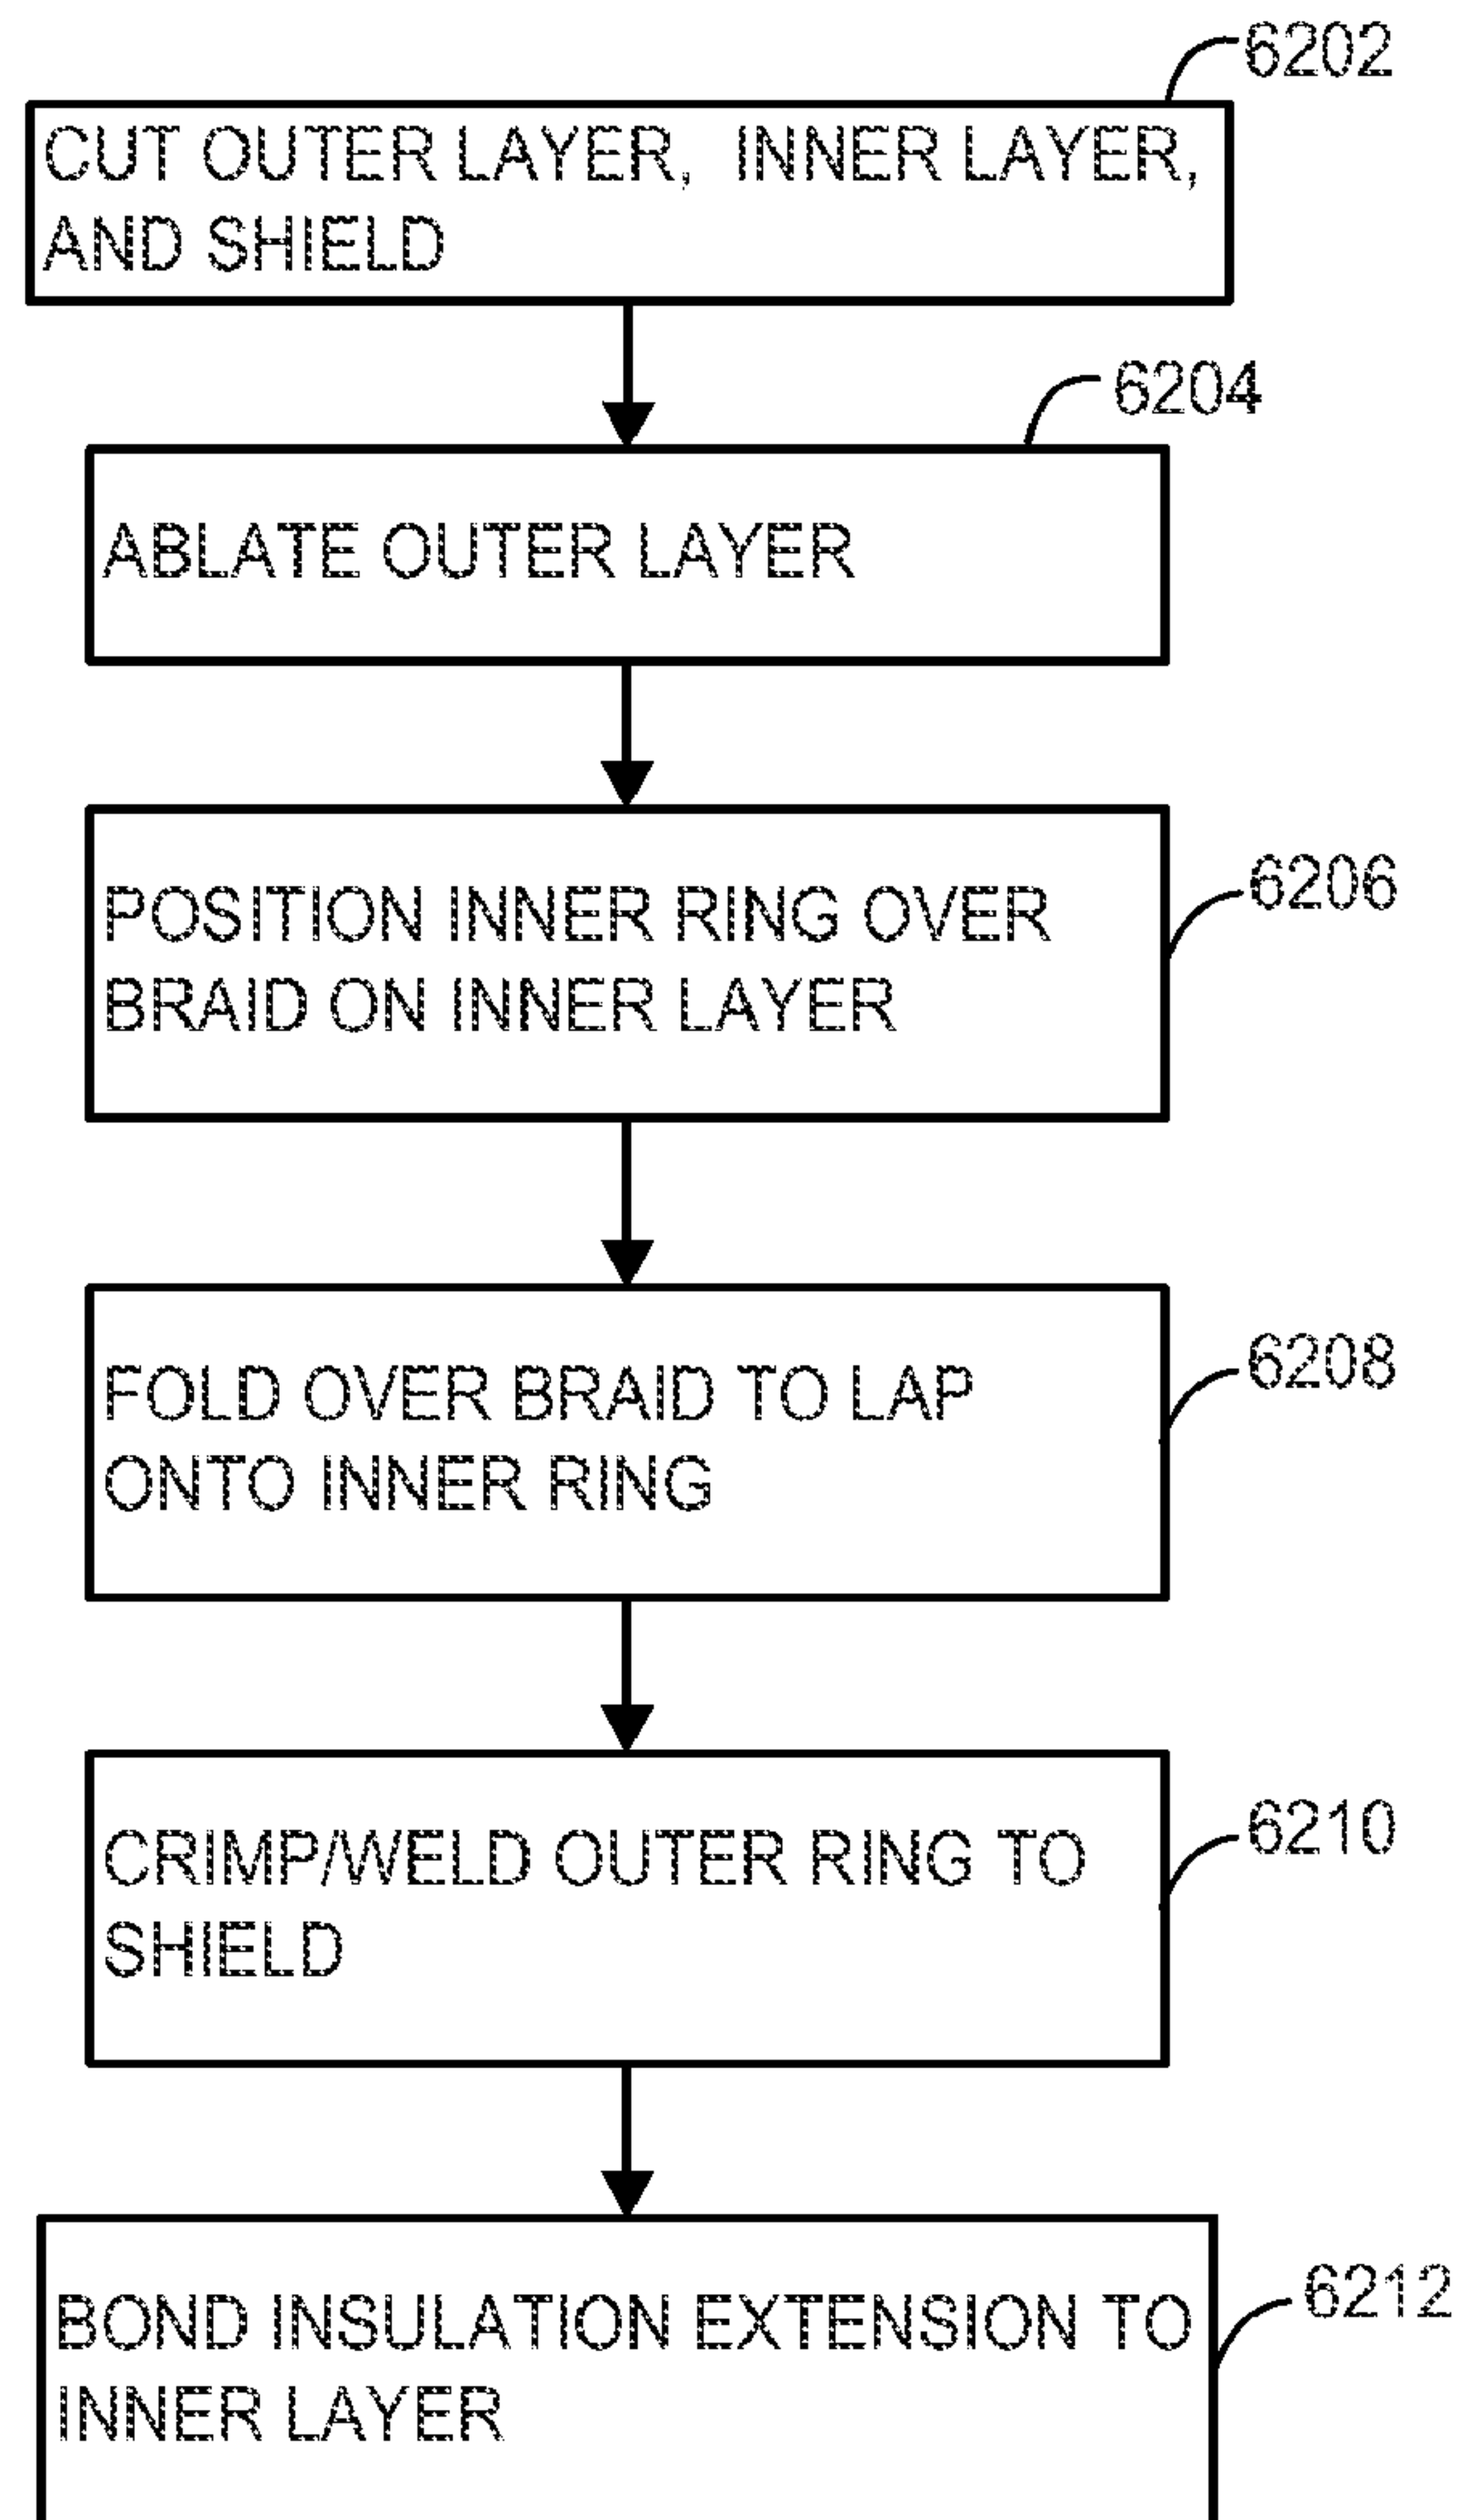 6202
CUT OUTER LAYER, INNER LAYER,
AND SHIELD
6204
ABLATE OUTER LAYER
6206
POSITION INNER RING OVER
BRAID ON INNER LAYER
6208
FOLD OVER BRAID TO LAP
ONTO INNER RING
6210
CRIMP/WELD OUTER RING TO
SHIELD
6212
BOND INSULATION EXTENSION TO
INNER LAYER